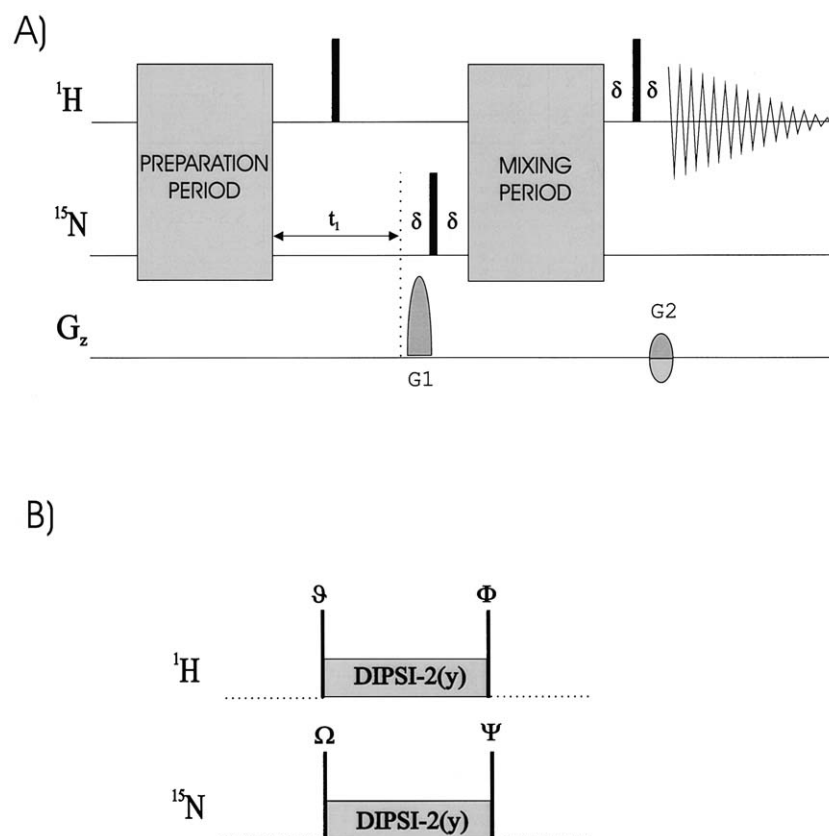 A)
¹H
PREPARATION
PERIOD
MIXING
PERIOD
δ δ
¹⁵N
t₁
δ δ
G_z
G1
G2
B)
ϑ Φ
¹H
DIPSI-2(y)
Ω Ψ
¹⁵N
DIPSI-2(y)